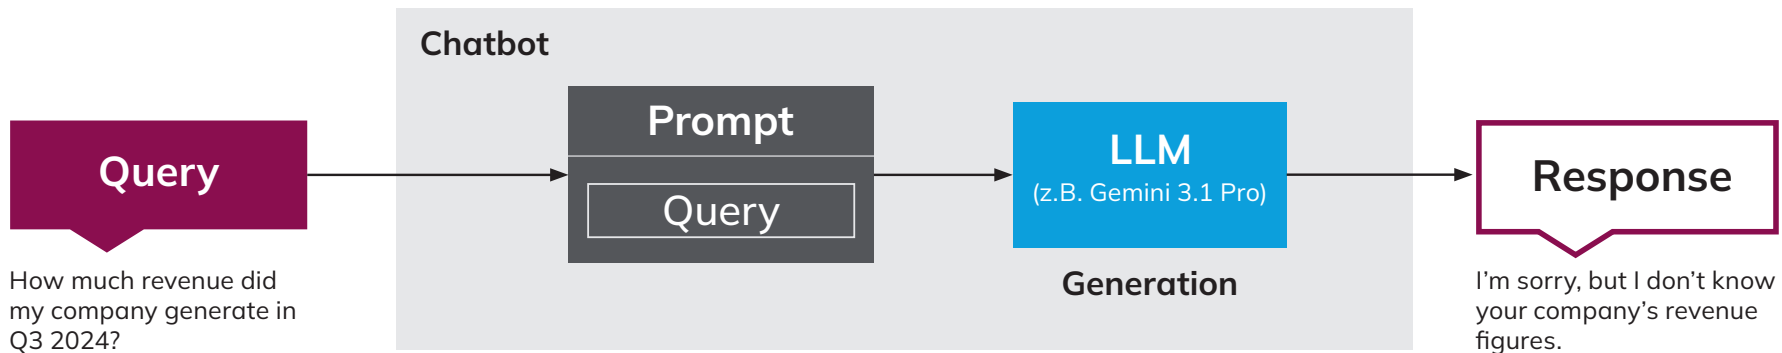 Chatbot
Query
How much revenue did
my company generate in
Q3 2024?
Prompt
Query
LLM
(z.B. Gemini 3.1 Pro)
Generation
Response
I’m sorry, but I don’t know
your company’s revenue
figures.